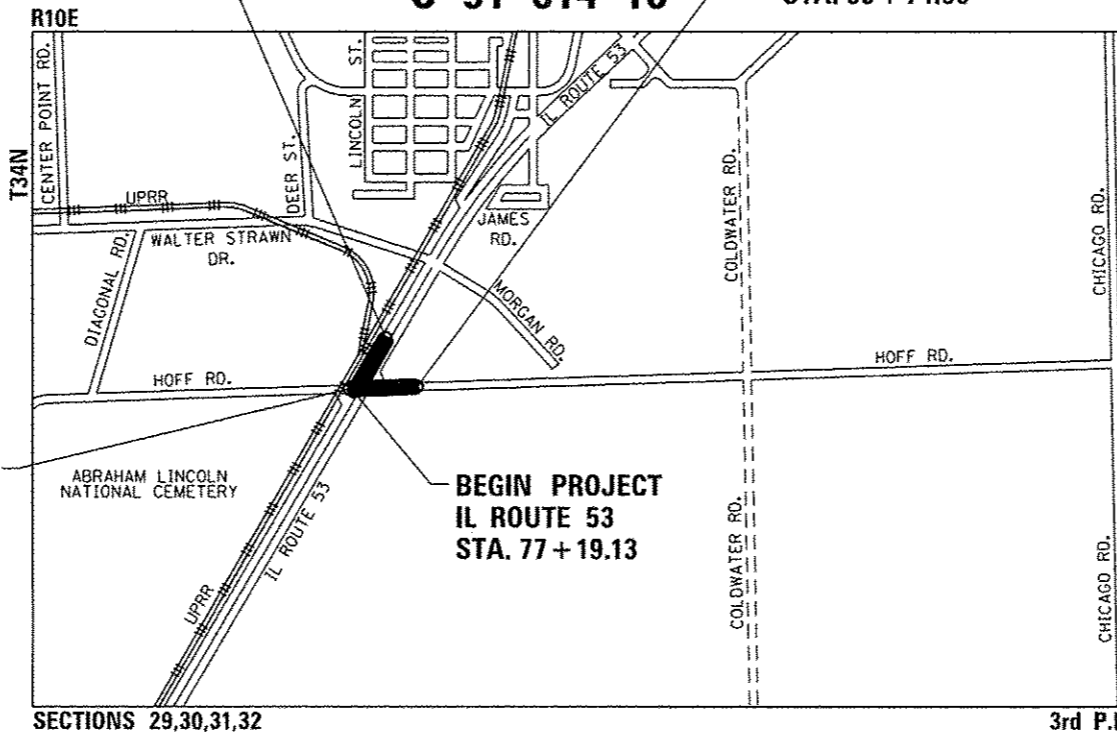 R10E
T34N
CENTER POINT RD.
UPRR
DEER ST.
LINCOLN ST.
IL ROUTE 53
COLDWATER RD.
CHICAGO RD.
DIAGONAL RD.
WALTER STRAWN
DR.
JAMES
RD.
MORGAN RD.
HOFF RD.
HOFF RD.
ABRAHAM LINCOLN
NATIONAL CEMETERY
BEGIN PROJECT
IL ROUTE 53
STA. 77+19.13
UPRR
IL ROUTE 53
COLDWATER RD.
CHICAGO RD.
SECTIONS 29,30,31,32
3rd P.